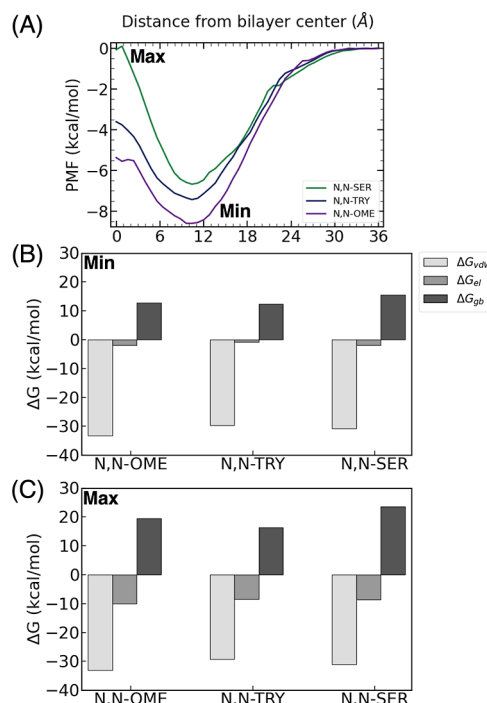 (A)
Distance from bilayer center (Å)
Max
Min
PMF (kcal/mol)
0
−2
−4
−6
−8
0 6 12 18 24 30 36
N,N-SER
N,N-TRY
N,N-OME
(B)
Min
ΔG (kcal/mol)
30
20
10
0
−10
−20
−30
−40
N,N-OME N,N-TRY N,N-SER
ΔG_el
ΔG_gb
(C)
Max
ΔG (kcal/mol)
30
20
10
0
−10
−20
−30
−40
N,N-OME N,N-TRY N,N-SER